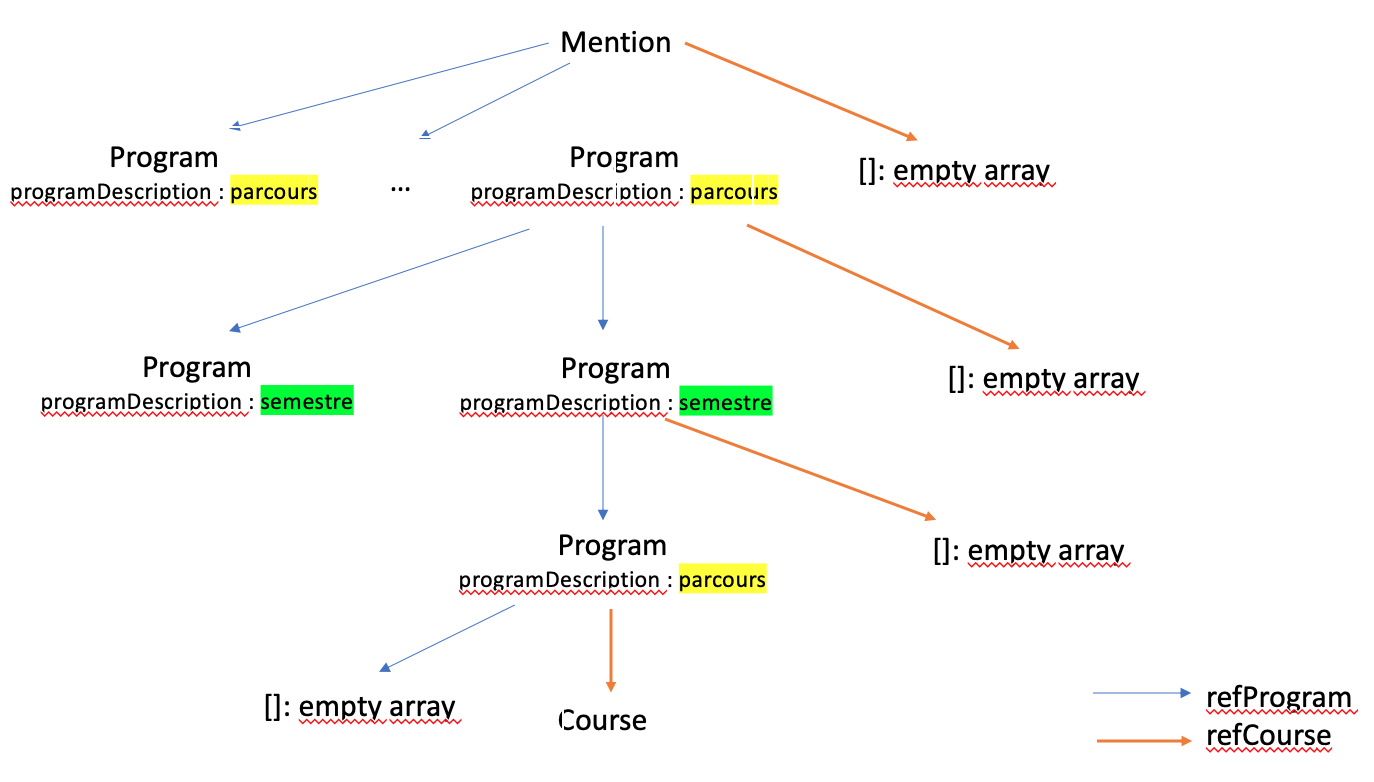 Mention
Program
programDescription : parcours
...
Program
programDescription : parcours
[]: empty array
Program
programDescription : semestre
Program
programDescription : semestre
[]: empty array
Program
programDescription : parcours
[]: empty array
[]: empty array
Course
refProgram
refCourse